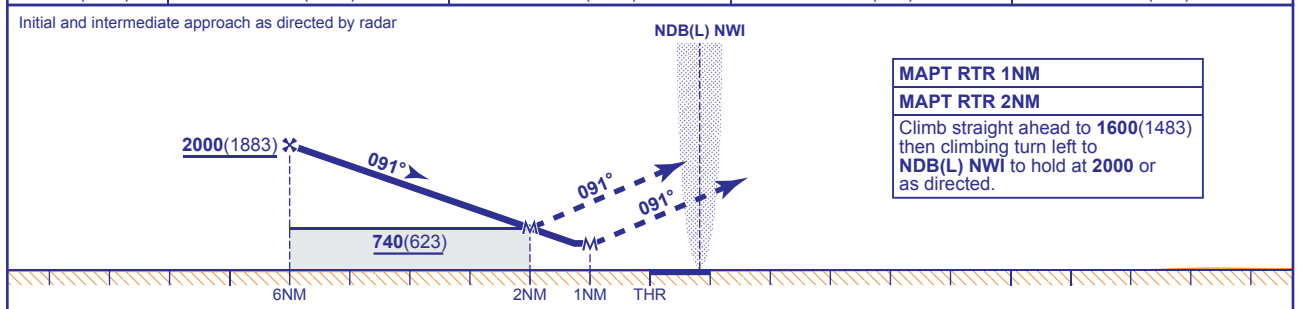 Initial and intermediate approach as directed by radar
NDB(L) NWI
MAPT RTR 1NM
MAPT RTR 2NM
Climb straight ahead to 1600(1483)
then climbing turn left to
NDB(L) NWI to hold at 2000 or
as directed.
2000(1883)
091°
091°
091°
740(623)
6NM 2NM 1NM THR